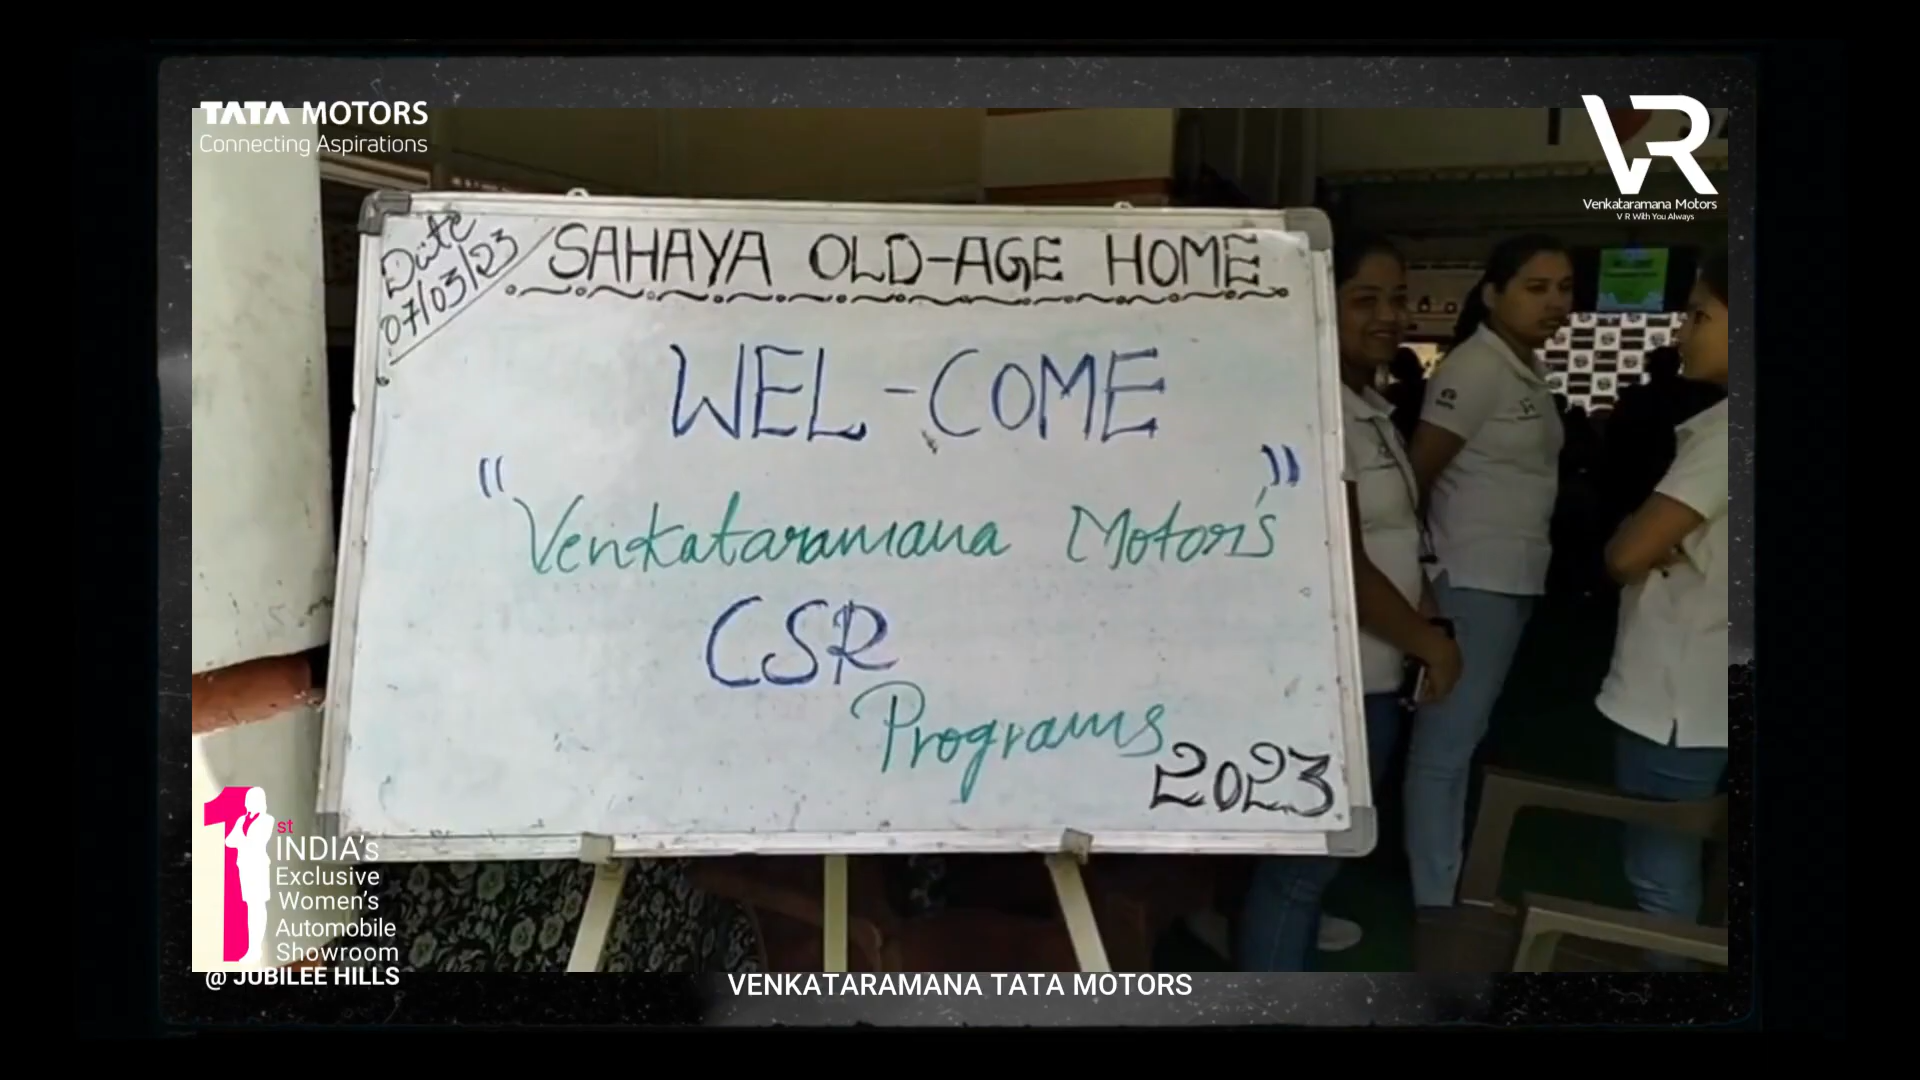 TATA MOTORS
Connecting Aspirations
VR
Venkataramana Motors
V R With You Always
Date
07/03/23
SAHAYA OLD-AGE HOME
WEL-COME
"Venkataramana Motor's"
CSR
Programs
2023
1st
INDIA's
Exclusive
Women's
Automobile
Showroom
@ JUBILEE HILLS
VENKATARAMANA TATA MOTORS